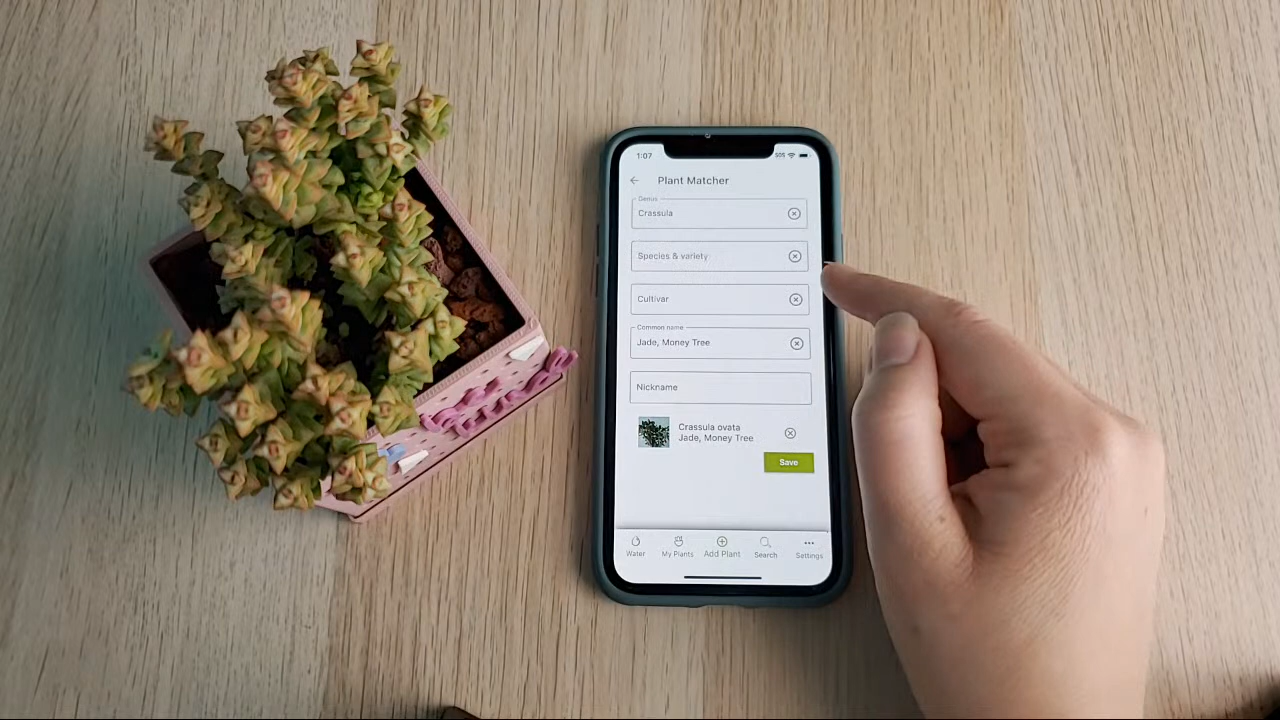 1:07
SOS
Plant Matcher
Genus
Crassula
Species & variety
Cultivar
Common name
Jade, Money Tree
Nickname
Crassula ovata
Jade, Money Tree
Save
Water
My Plants
Add Plant
Search
Settings